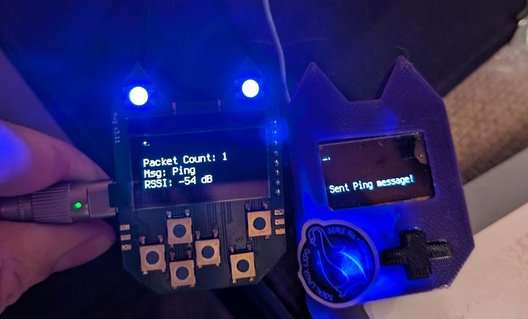 Packet Count: 1
Msg: Ping
RSSI: -54 dB
Sent Ping message!